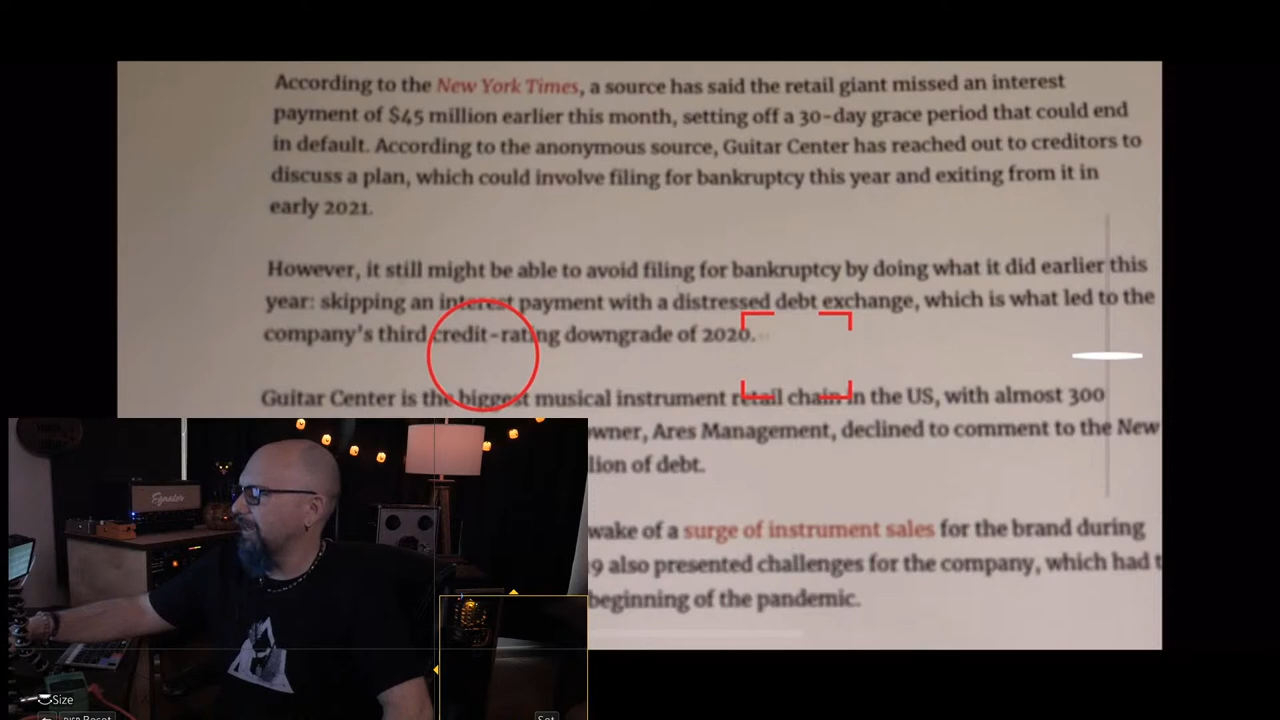 According to the New York Times, a source has said the retail giant missed an interest
payment of $45 million earlier this month, setting off a 30-day grace period that could end
in default. According to the anonymous source, Guitar Center has reached out to creditors to
discuss a plan, which could involve filing for bankruptcy this year and exiting from it in
early 2021.
However, it still might be able to avoid filing for bankruptcy by doing what it did earlier this
year: skipping an interest payment with a distressed debt exchange, which is what led to the
company's third credit-rating downgrade of 2020.
Guitar Center is the biggest musical instrument retail chain in the US, with almost 300
owner, Ares Management, declined to comment to the New
lion of debt.
wake of a surge of instrument sales for the brand during
9 also presented challenges for the company, which had t
beginning of the pandemic.
Egnater
Size
DISP Reset
Set